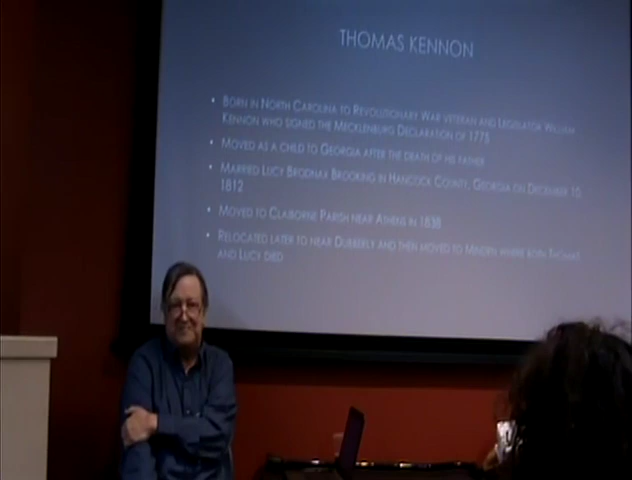 THOMAS KENNON
• BORN IN NORTH CAROLINA TO REVOLUTIONARY WAR VETERAN AND LEGISLATOR WILLIAM
KENNON WHO SIGNED THE MECKLENBURG DECLARATION OF 1775
• MOVED AS A CHILD TO GEORGIA AFTER THE DEATH OF HIS FATHER
• MARRIED LUCY BRODNAX BROOKING IN HANCOCK COUNTY, GEORGIA ON DECEMBER 10,
1812
• MOVED TO CLAIBORNE PARISH NEAR ATHENS IN 1838
• RELOCATED LATER TO NEAR DUBBERLY AND THEN MOVED TO MINDEN WHERE BOTH THOMAS
AND LUCY DIED